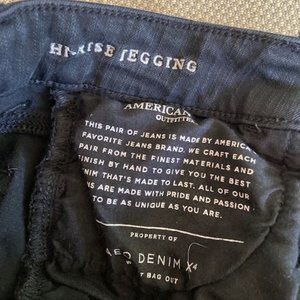 HI-RISE JEGGING
AMERICAN
OUTFITTERS
THIS PAIR OF JEANS IS MADE BY AMERICA
FAVORITE JEANS BRAND. WE CRAFT EACH
PAIR FROM THE FINEST MATERIALS AND
FINISH BY HAND TO GIVE YOU THE BEST
NIM THAT'S MADE TO LAST. ALL OF OUR
NS ARE MADE WITH PRIDE AND PASSION
TO BE AS UNIQUE AS YOU ARE.
PROPERTY OF
AEO DENIM X4
T BAG OUT